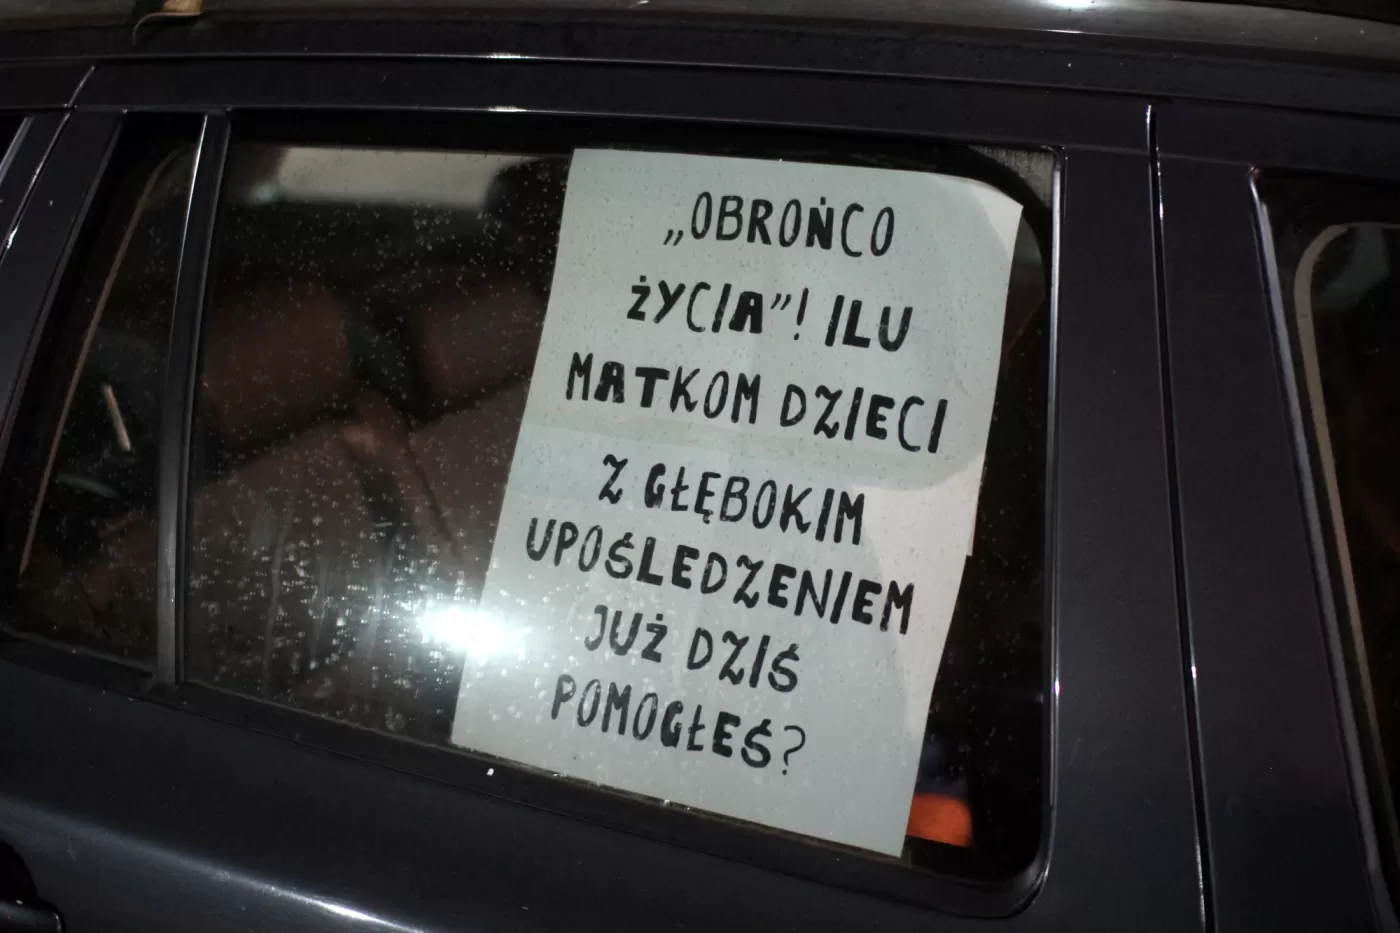 „OBROŃCO
ŻYCIA”! ILU
MATKOM DZIECI
Z GŁĘBOKIM
UPOŚLEDZENIEM
JUŻ DZIŚ
POMOGŁEŚ?